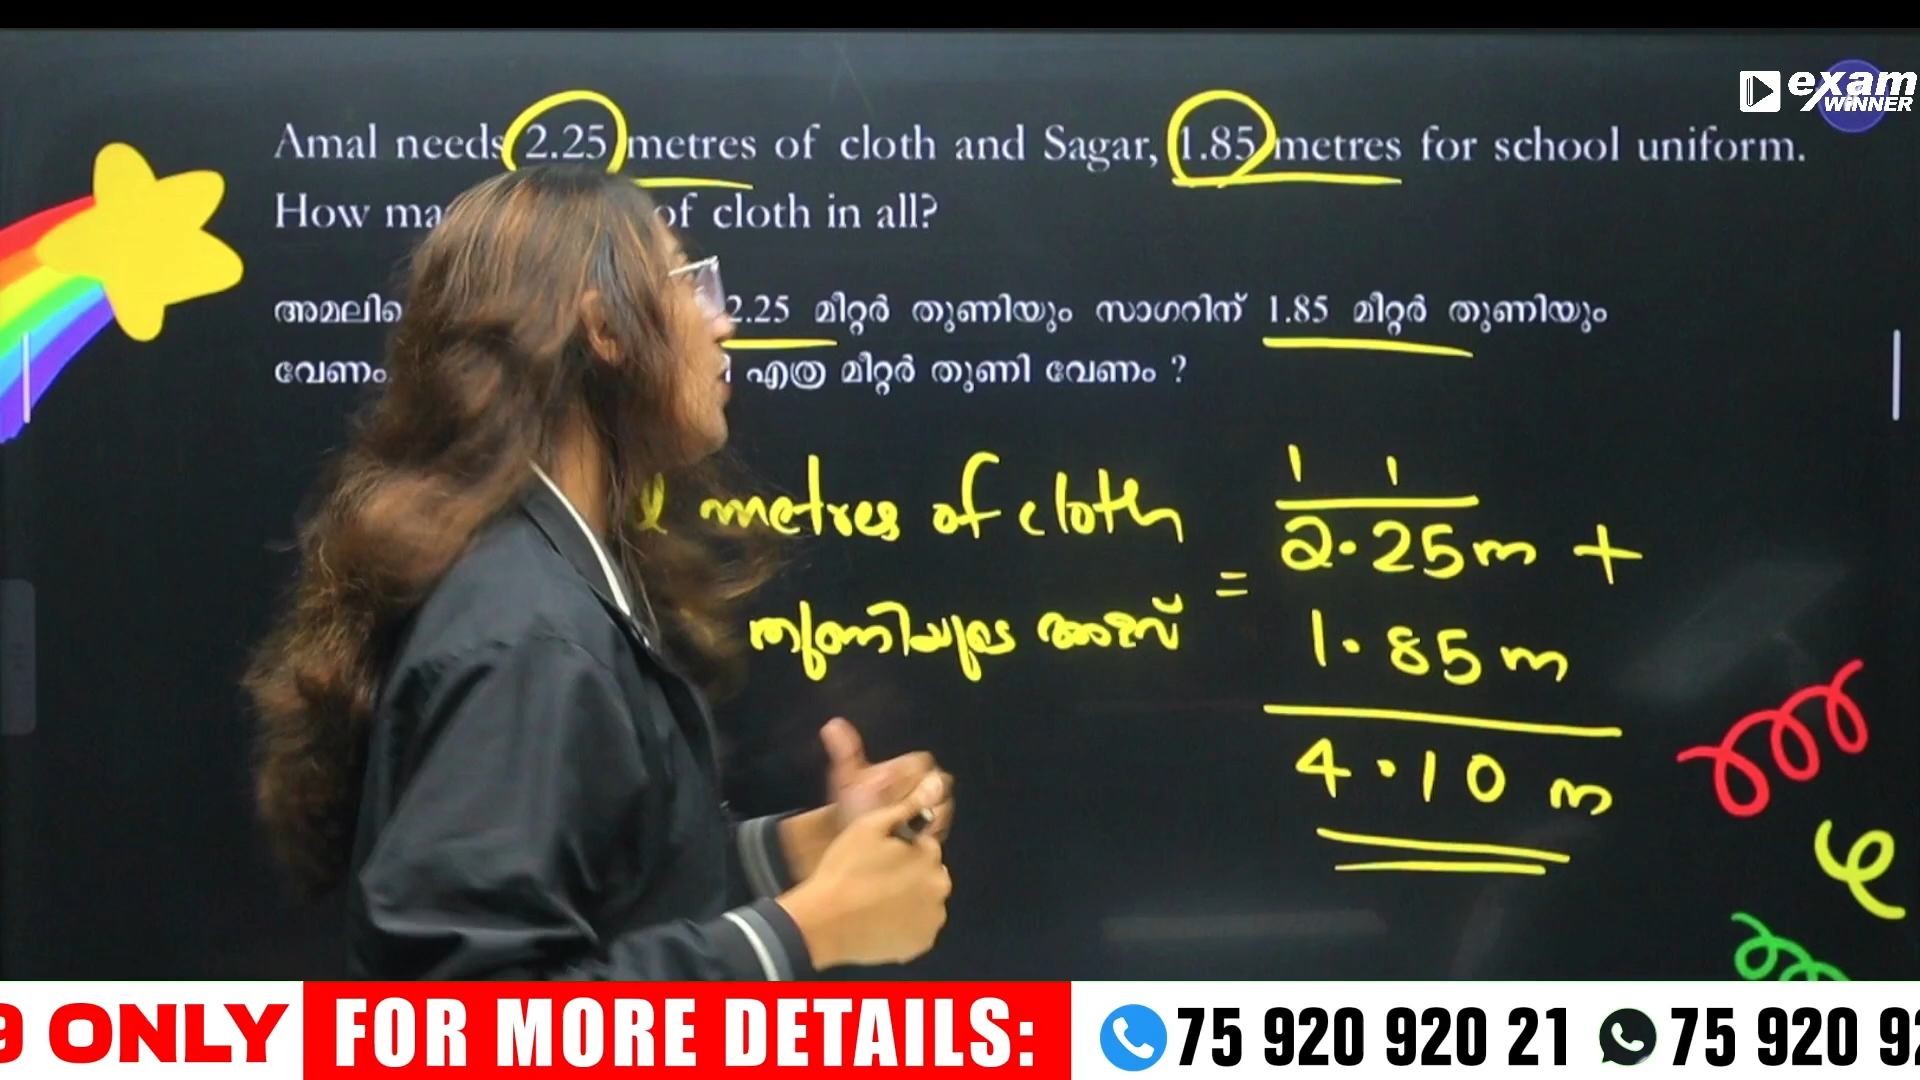 exam
WINNER
Amal needs 2.25 metres of cloth and Sagar, 1.85 metres for school uniform.
How of cloth in all?
2.25 മീറ്റർ തുണിയും സാഗറിന് 1.85 മീറ്റർ തുണിയും
വേണം. എത്ര മീറ്റർ തുണി വേണം ?
metres of cloth
തുണിയുടെ അളവ്
=
1 1
2.25m +
1.85m
4.10 m
9 ONLY FOR MORE DETAILS: 75 920 920 21 75 920 92